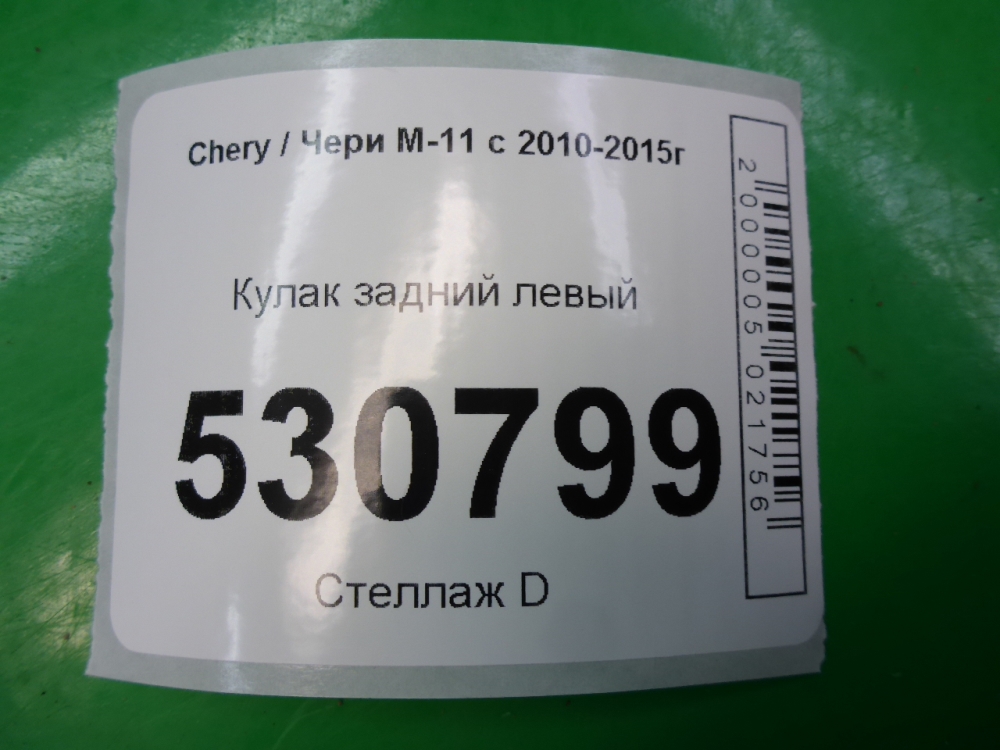 Chery / Чери М-11 с 2010-2015г
Кулак задний левый
530799
Стеллаж D
2000005021756